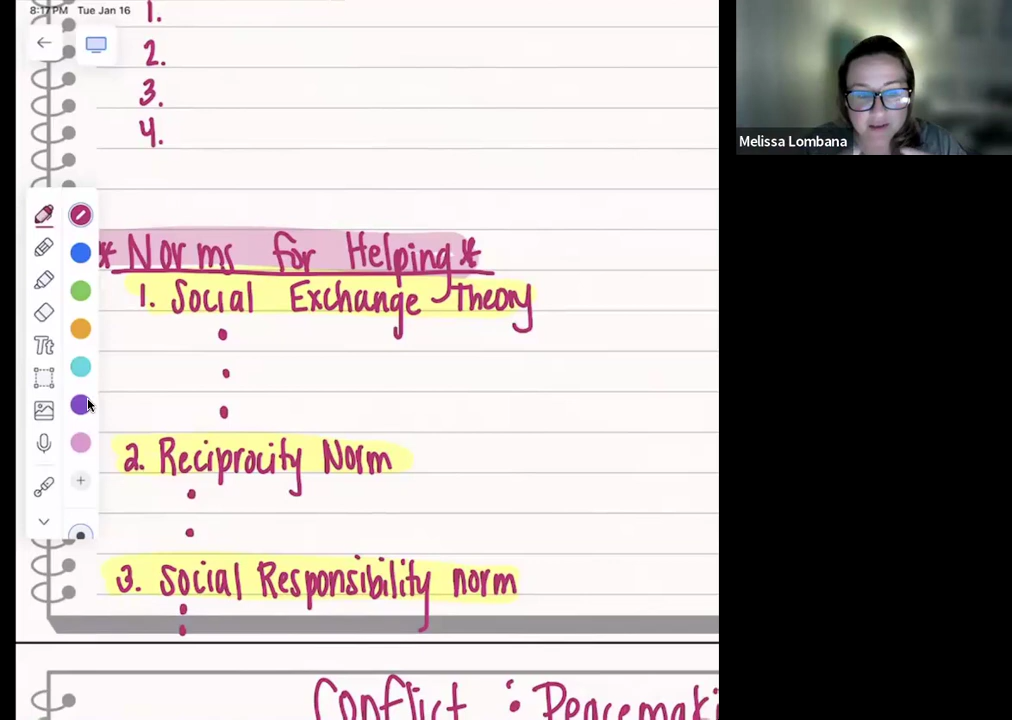 8:17 PM Tue Jan 16
1.
2.
3.
4.
*Norms for Helping*
1. Social Exchange Theory
2. Reciprocity Norm
3. Social Responsibility norm
Conflict : Peacemaki
Tt
Melissa Lombana